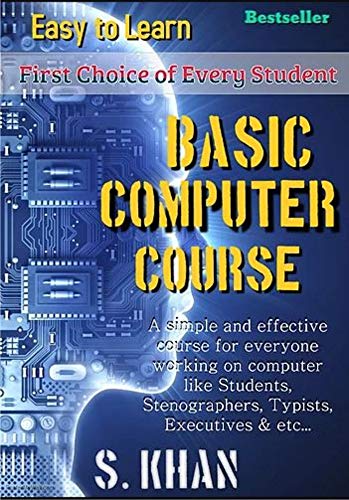 Easy to Learn
Bestseller
First Choice of Every Student
BASIC
COMPUTER
COURSE
A simple and effective
course for everyone
working on computer
like Students,
Stenographers, Typists,
Executives & etc...
S. KHAN